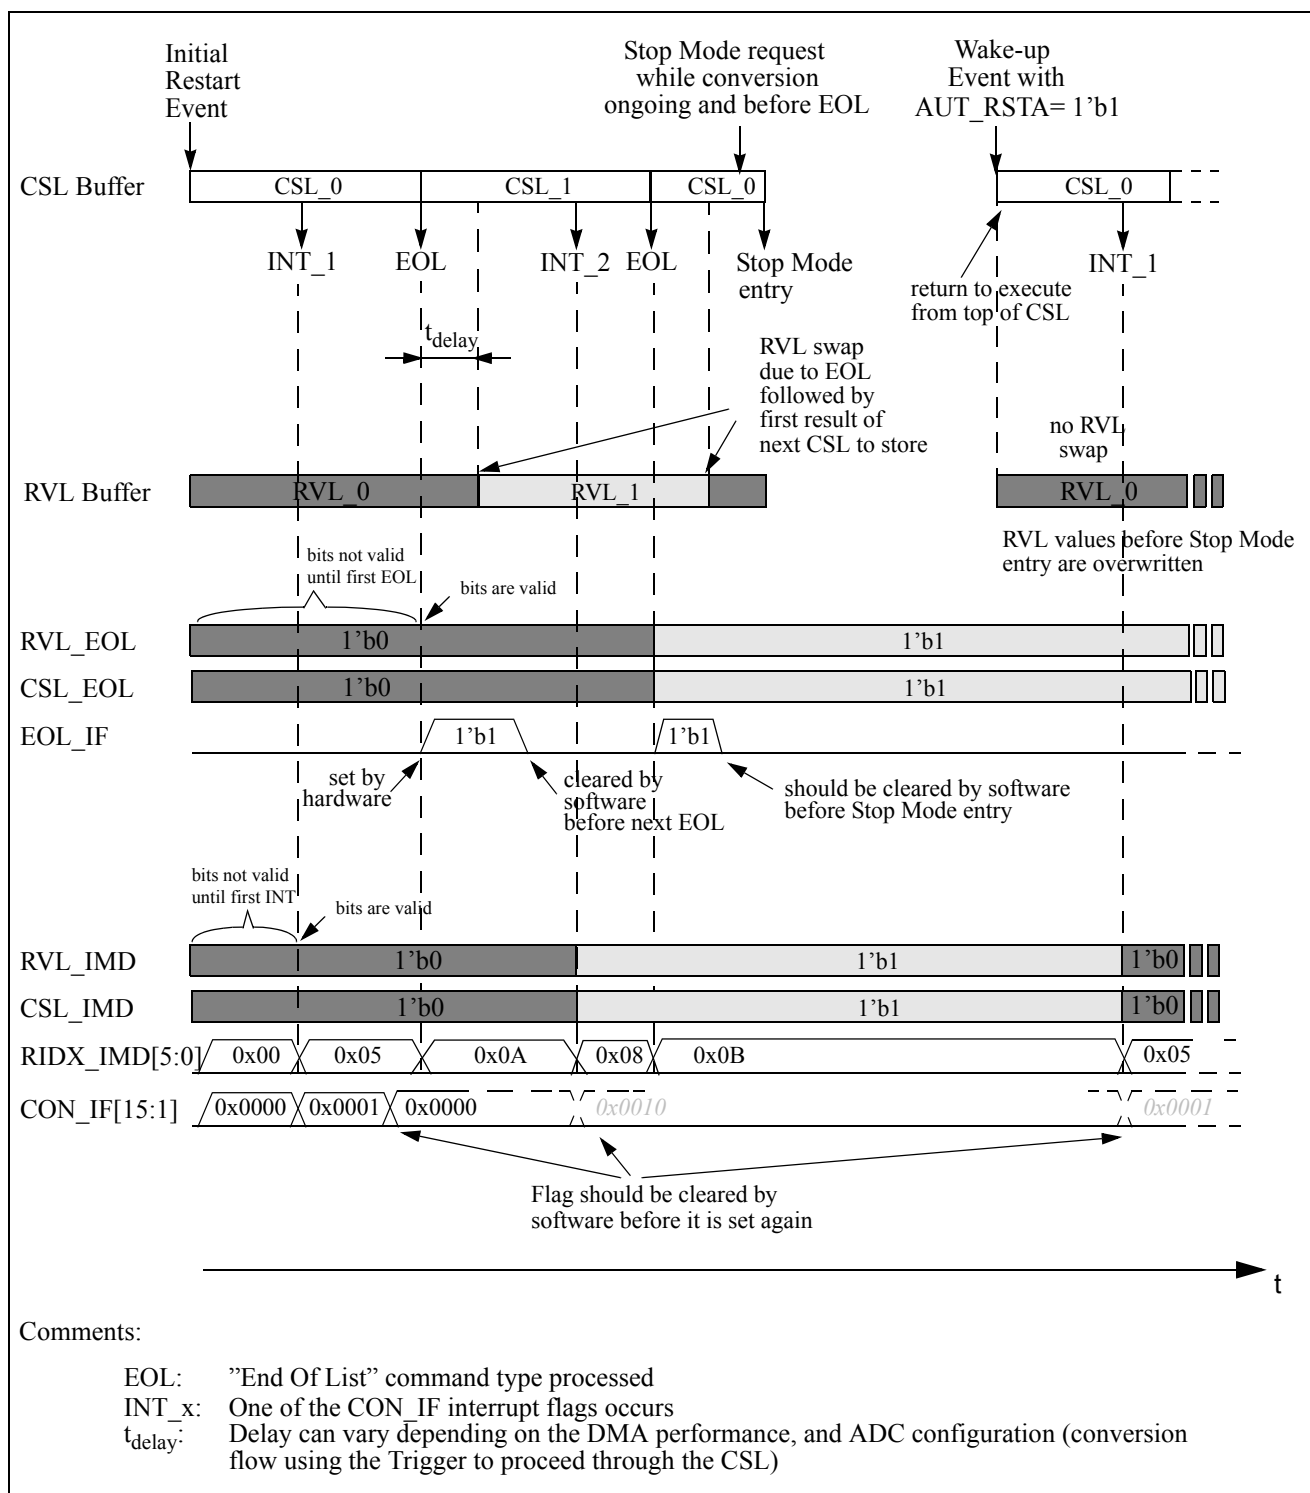 Initial
Restart
Event
Stop Mode request
while conversion
ongoing and before EOL
Wake-up
Event with
AUT_RSTA= 1’b1
CSL Buffer
CSL_0
CSL_1
CSL_0
CSL_0
INT_1
EOL
INT_2
EOL
Stop Mode
entry
INT_1
return to execute
from top of CSL
tdelay
RVL swap
due to EOL
followed by
first result of
next CSL to store
no RVL
swap
RVL Buffer
RVL_0
RVL_1
RVL_0
RVL values before Stop Mode
entry are overwritten
bits not valid
until first EOL
bits are valid
RVL_EOL
1’b0
1’b1
CSL_EOL
1’b0
1’b1
EOL_IF
1’b1
1’b1
set by
hardware
cleared by
software
before next EOL
should be cleared by software
before Stop Mode entry
bits not valid
until first INT
bits are valid
RVL_IMD
1’b0
1’b1
1’b0
CSL_IMD
1’b0
1’b1
1’b0
RIDX_IMD[5:0]
0x00
0x05
0x0A
0x08
0x0B
0x05
CON_IF[15:1]
0x0000
0x0001
0x0000
0x0010
0x0001
Flag should be cleared by
software before it is set again
t
Comments:
EOL: ”End Of List” command type processed
INT_x: One of the CON_IF interrupt flags occurs
tdelay: Delay can vary depending on the DMA performance, and ADC configuration (conversion
flow using the Trigger to proceed through the CSL)